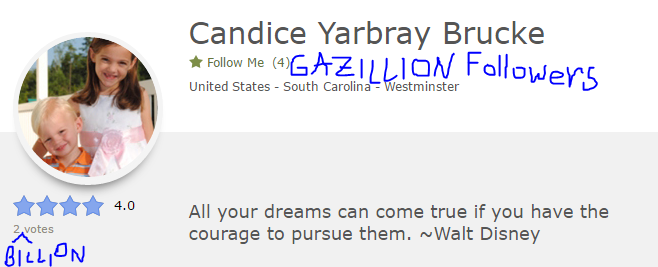 Candice Yarbray Brucke
Follow Me (4) GAZILLION Followers
United States - South Carolina - Westminster
4.0
2 votes
BILLION
All your dreams can come true if you have the
courage to pursue them. ~Walt Disney